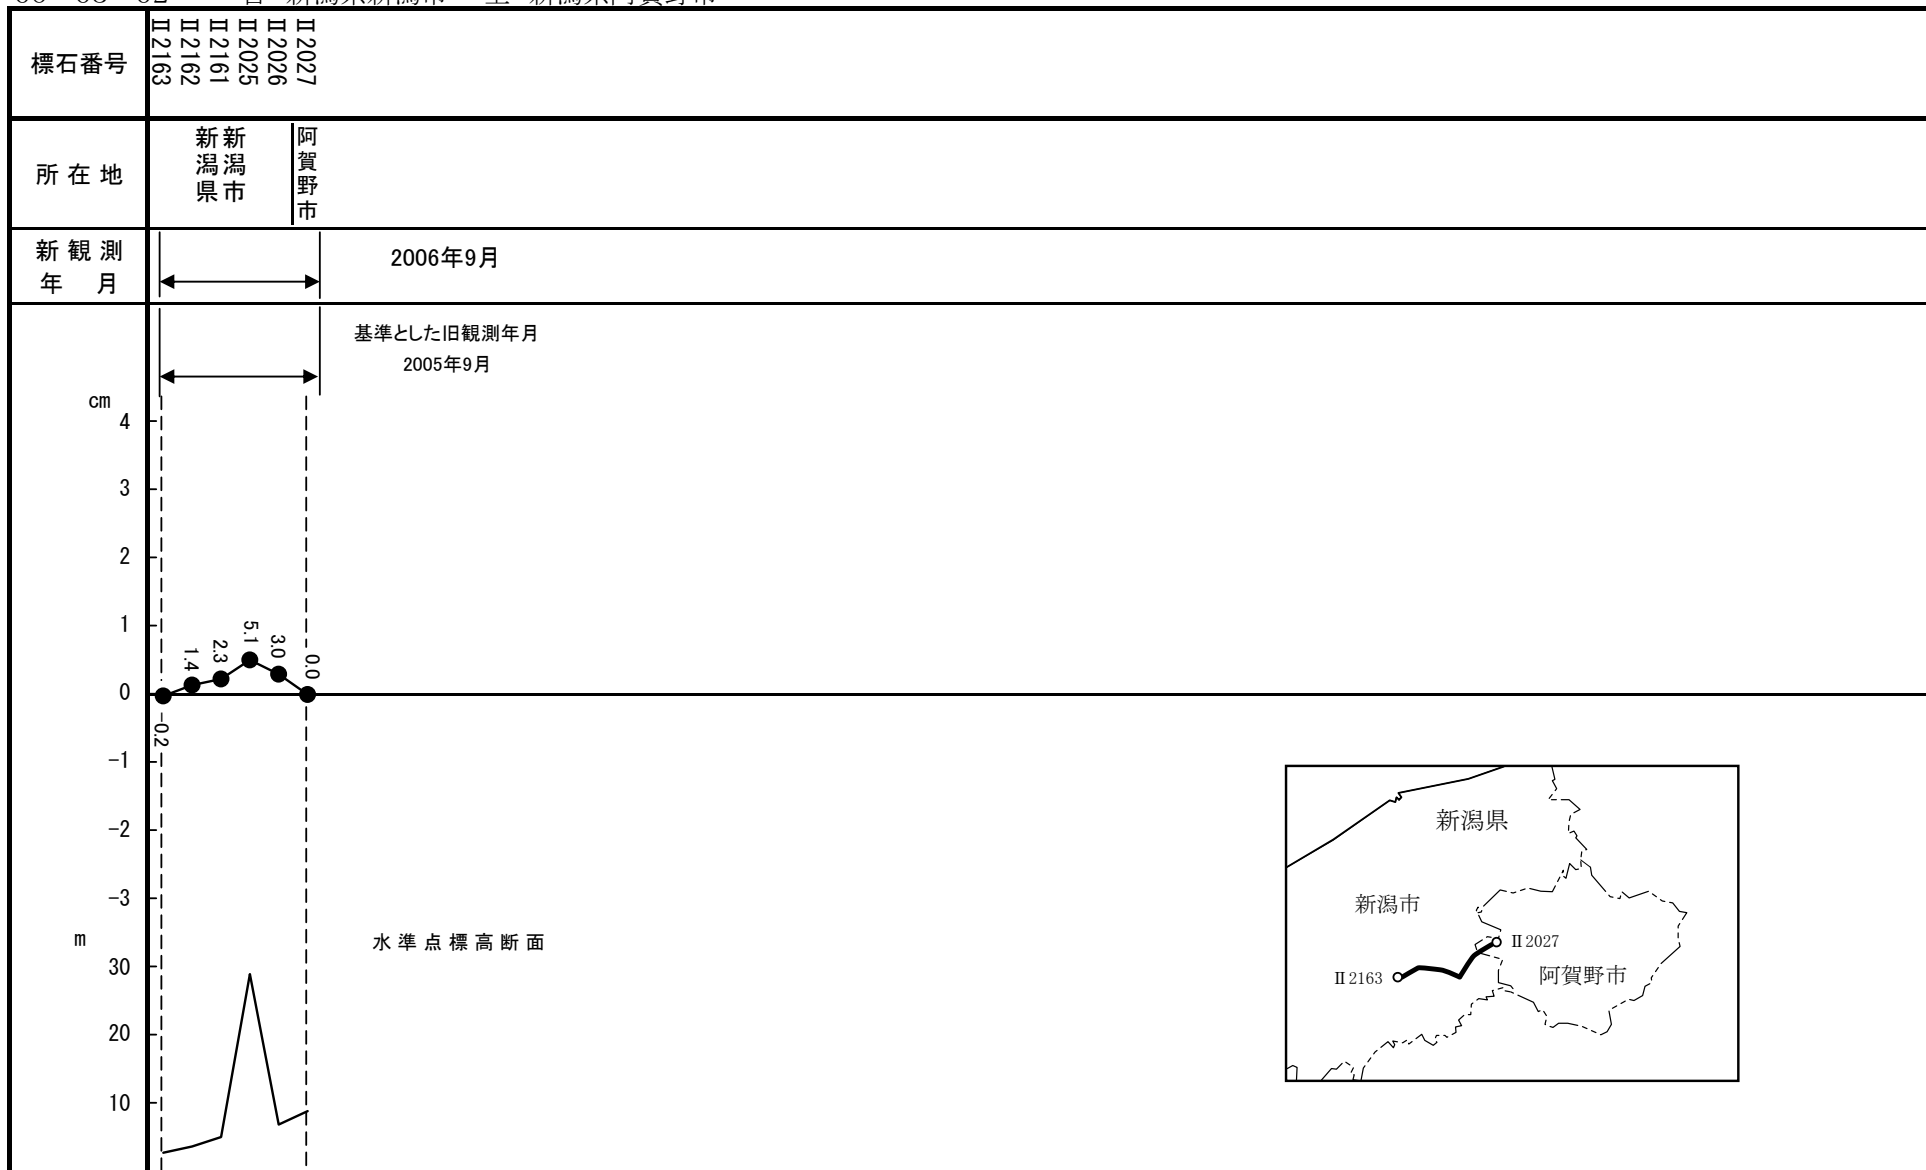 標石番号
Ⅱ2163
Ⅱ2162
Ⅱ2161
Ⅱ2025
Ⅱ2026
Ⅱ2027
所 在 地
新潟県
新潟市
阿賀野市
新 観 測
年 月
2006年9月
基準とした旧観測年月
2005年9月
cm
4
3
2
1
0
-1
-2
-3
-0.2
1.4
2.3
5.1
3.0
0.0
m
水 準 点 標 高 断 面
30
20
10
新潟県
新潟市
Ⅱ2027
Ⅱ2163
阿賀野市